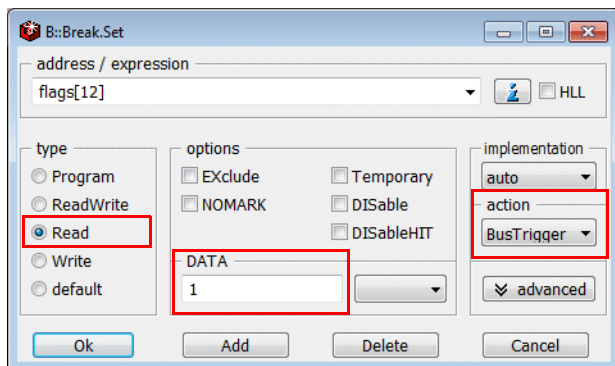 B::Break.Set
address / expression
flags[12]
HLL
type
Program
ReadWrite
Read
Write
default
options
EXclude
NOMARK
Temporary
DISable
DISableHIT
DATA
1
implementation
auto
action
BusTrigger
advanced
Ok
Add
Delete
Cancel